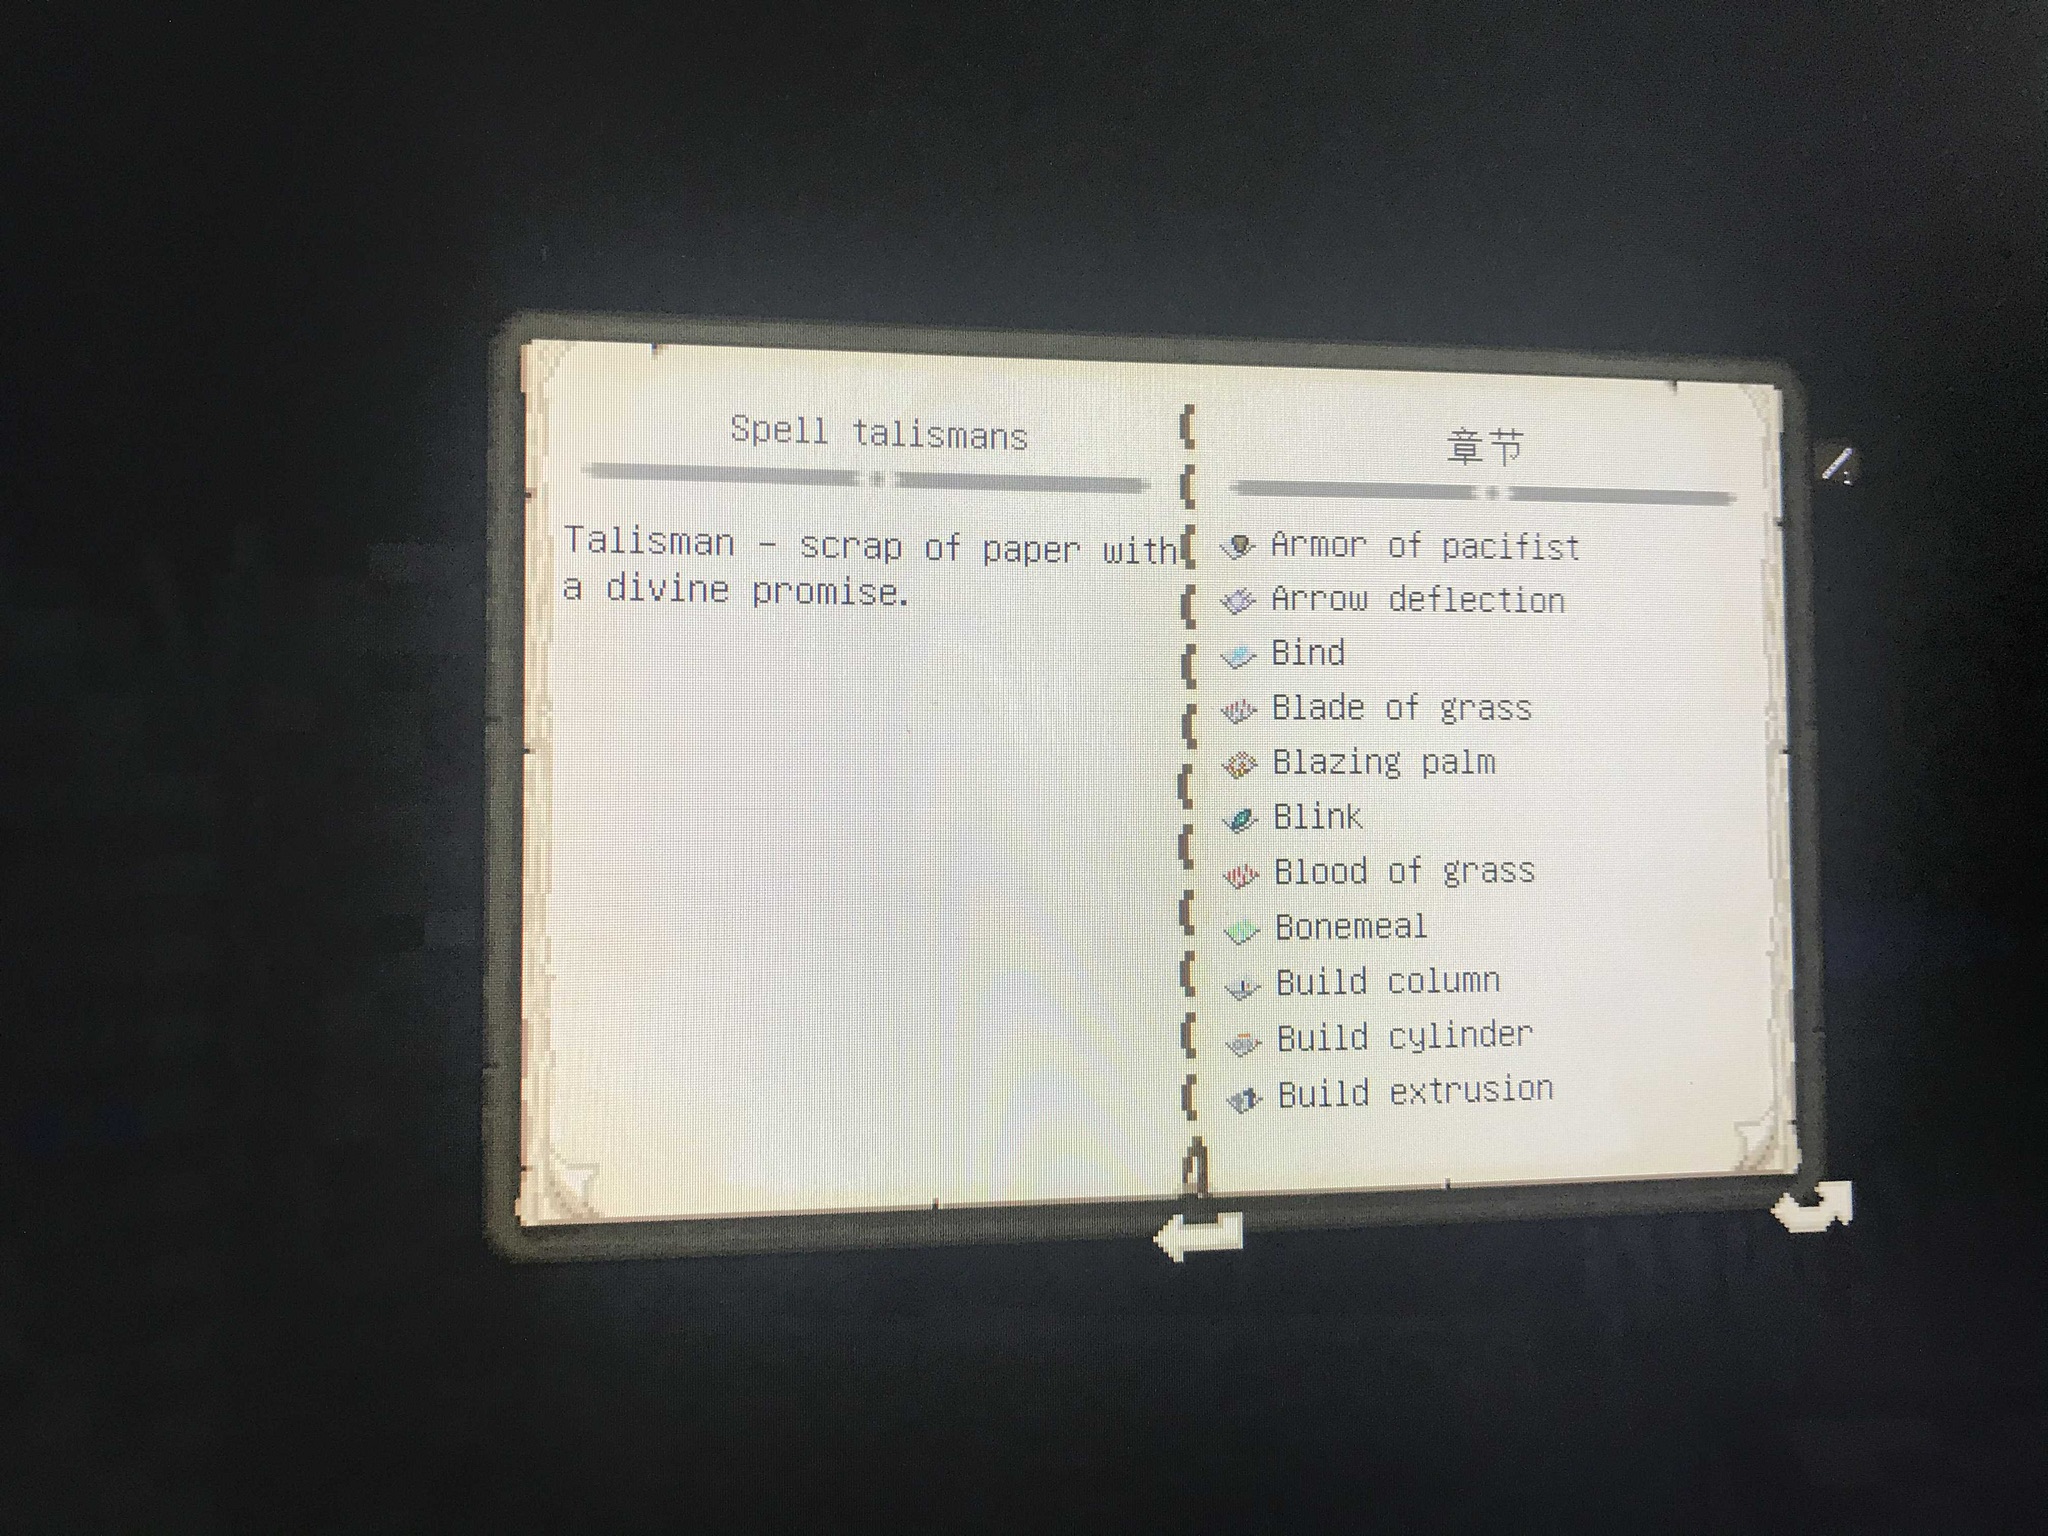 Spell talismans
Talisman – scrap of paper with
a divine promise.
章节
Armor of pacifist
Arrow deflection
Bind
Blade of grass
Blazing palm
Blink
Blood of grass
Bonemeal
Build column
Build cylinder
Build extrusion